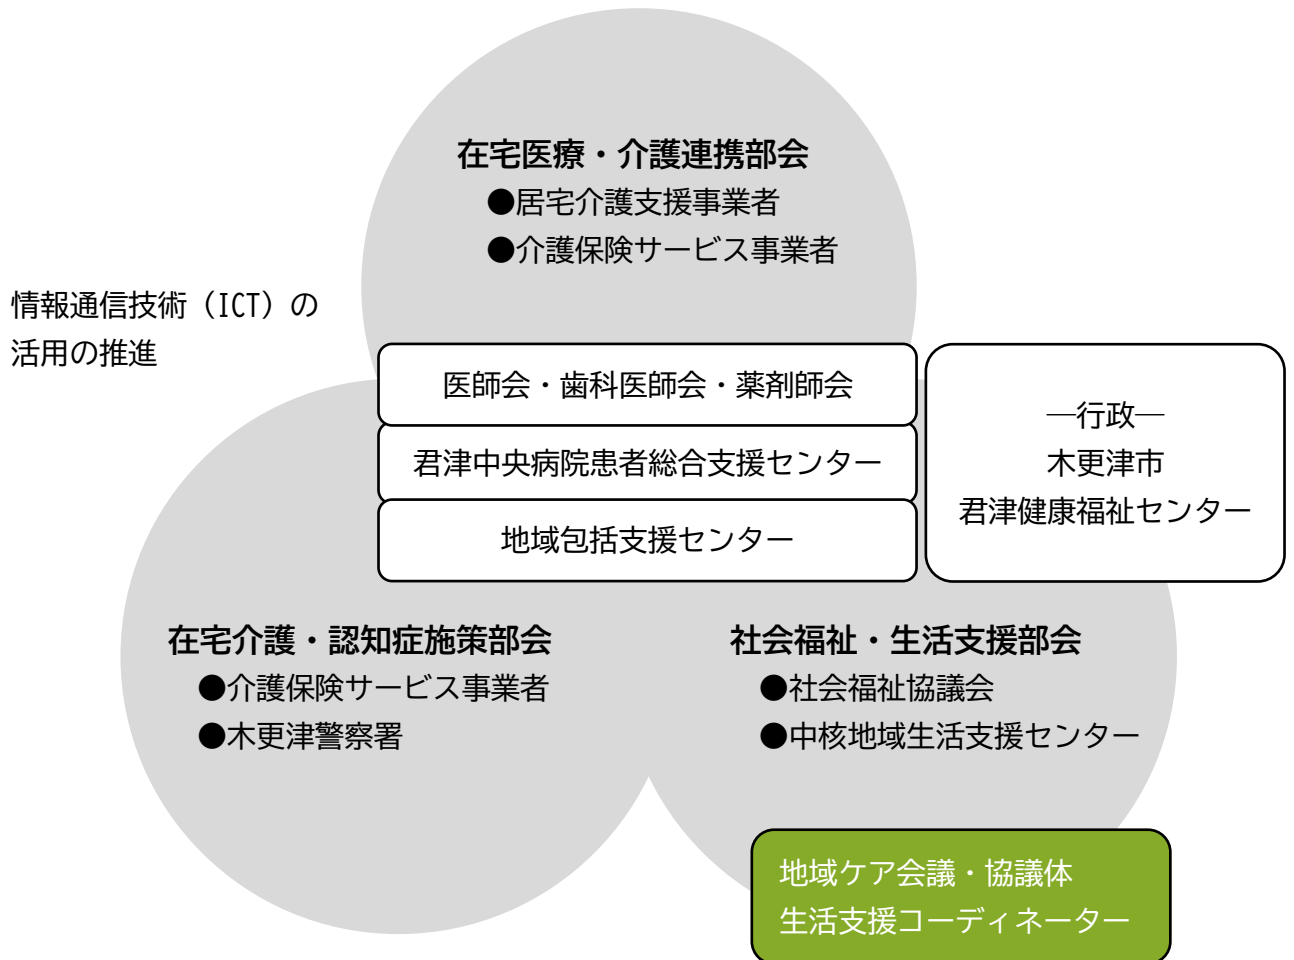 在宅医療・介護連携部会
●居宅介護支援事業者
●介護保険サービス事業者
情報通信技術（ICT）の
活用の推進
医師会・歯科医師会・薬剤師会
君津中央病院患者総合支援センター
地域包括支援センター
―行政―
木更津市
君津健康福祉センター
在宅介護・認知症施策部会
●介護保険サービス事業者
●木更津警察署
社会福祉・生活支援部会
●社会福祉協議会
●中核地域生活支援センター
地域ケア会議・協議体
生活支援コーディネーター